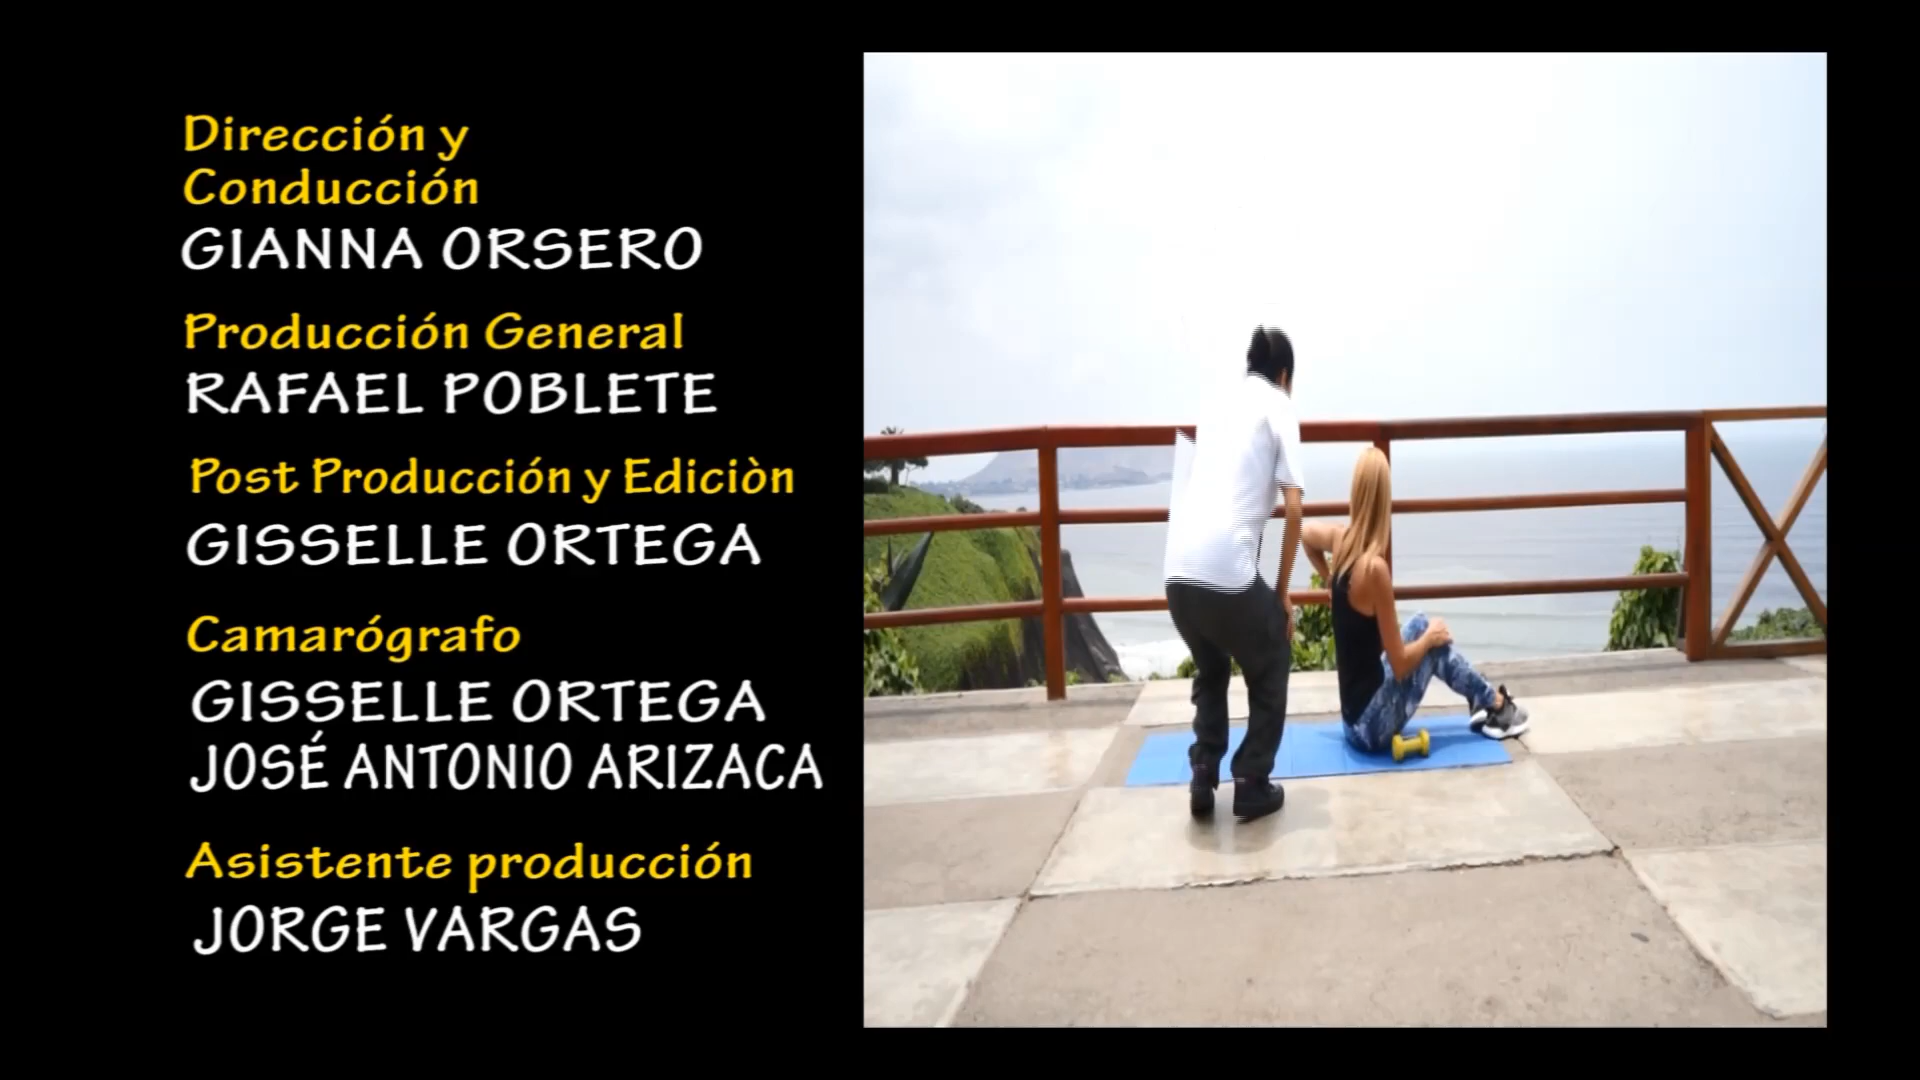 Dirección y
Conducción
GIANNA ORSERO
Producción General
RAFAEL POBLETE
Post Producción y Ediciòn
GISSELLE ORTEGA
Camarógrafo
GISSELLE ORTEGA
JOSÉ ANTONIO ARIZACA
Asistente producción
JORGE VARGAS